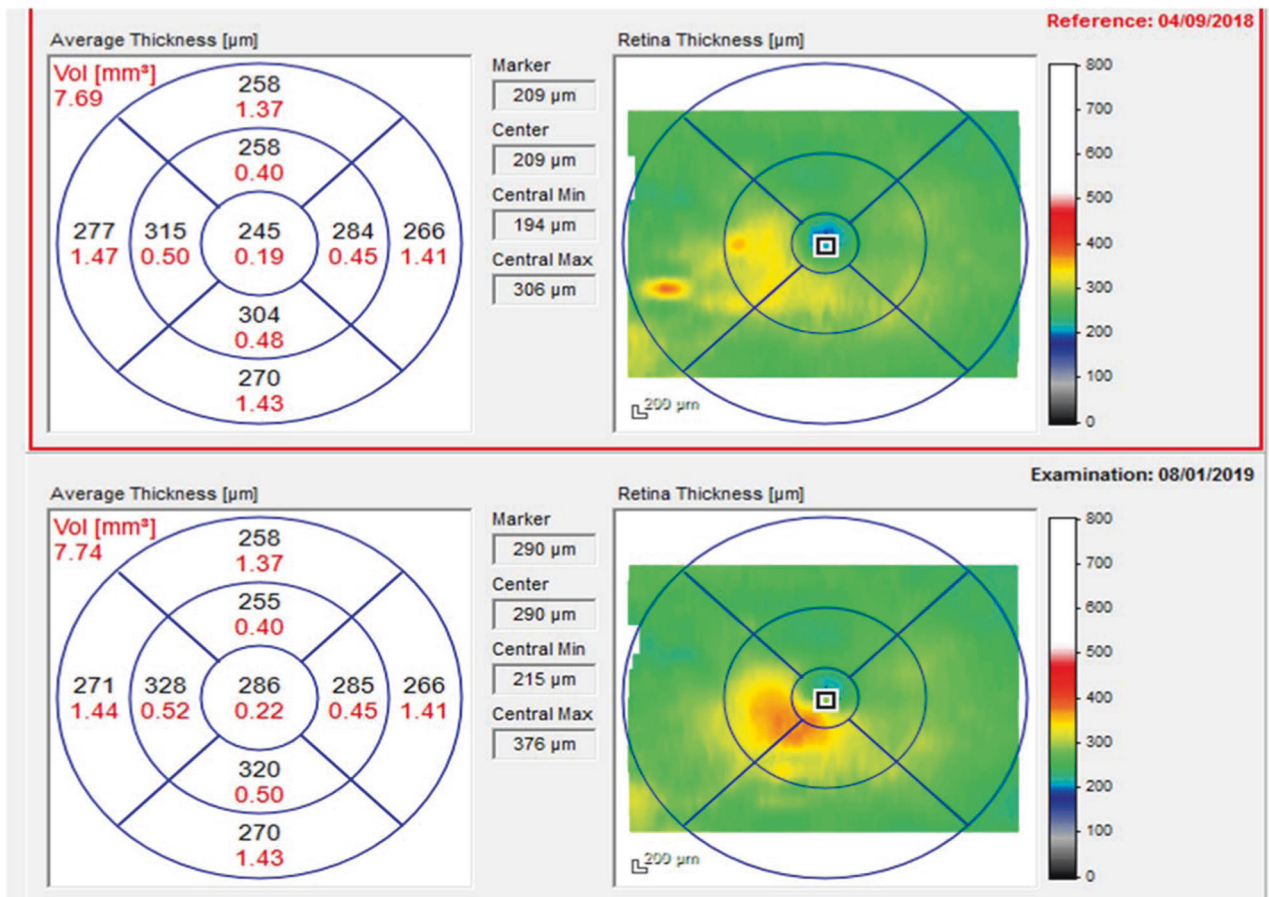 Reference: 04/09/2018
Average Thickness [µm]
Vol [mm³]
7.69
258
1.37
258
0.40
277 315 245 284 266
1.47 0.50 0.19 0.45 1.41
304
0.48
270
1.43
Marker
209 µm
Center
209 µm
Central Min
194 µm
Central Max
306 µm
Retina Thickness [µm]
200 µm
800
700
600
500
400
300
200
100
0
Examination: 08/01/2019
Average Thickness [µm]
Vol [mm³]
7.74
258
1.37
255
0.40
271 328 286 285 266
1.44 0.52 0.22 0.45 1.41
320
0.50
270
1.43
Marker
290 µm
Center
290 µm
Central Min
215 µm
Central Max
376 µm
Retina Thickness [µm]
200 µm
800
700
600
500
400
300
200
100
0